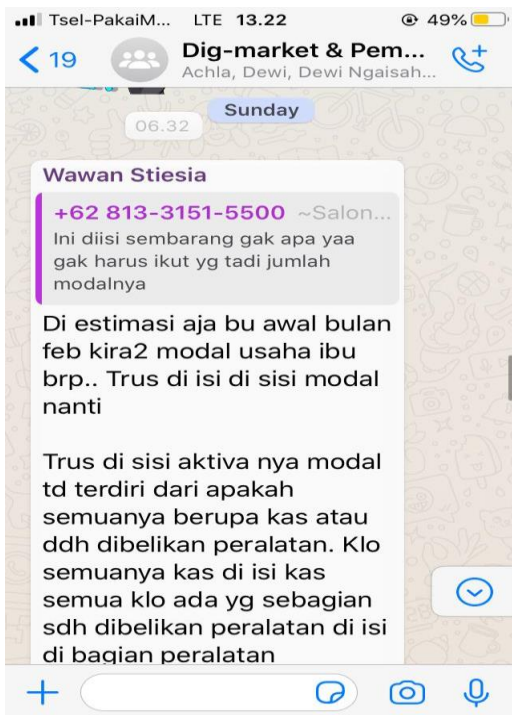 Tsel-PakaiM... LTE 13.22 49%
19 Dig-market & Pem...
Achla, Dewi, Dewi Ngaisah...
Sunday
06.32
Wawan Stiesia
+62 813-3151-5500 ~Salon...
Ini diisi sembarang gak apa yaa
gak harus ikut yg tadi jumlah
modalnya
Di estimasi aja bu awal bulan
feb kira2 modal usaha ibu
brp.. Trus di isi di sisi modal
nanti
Trus di sisi aktiva nya modal
td terdiri dari apakah
semuanya berupa kas atau
ddh dibelikan peralatan. Klo
semuanya kas di isi kas
semua klo ada yg sebagian
sdh dibelikan peralatan di isi
di bagian peralatan